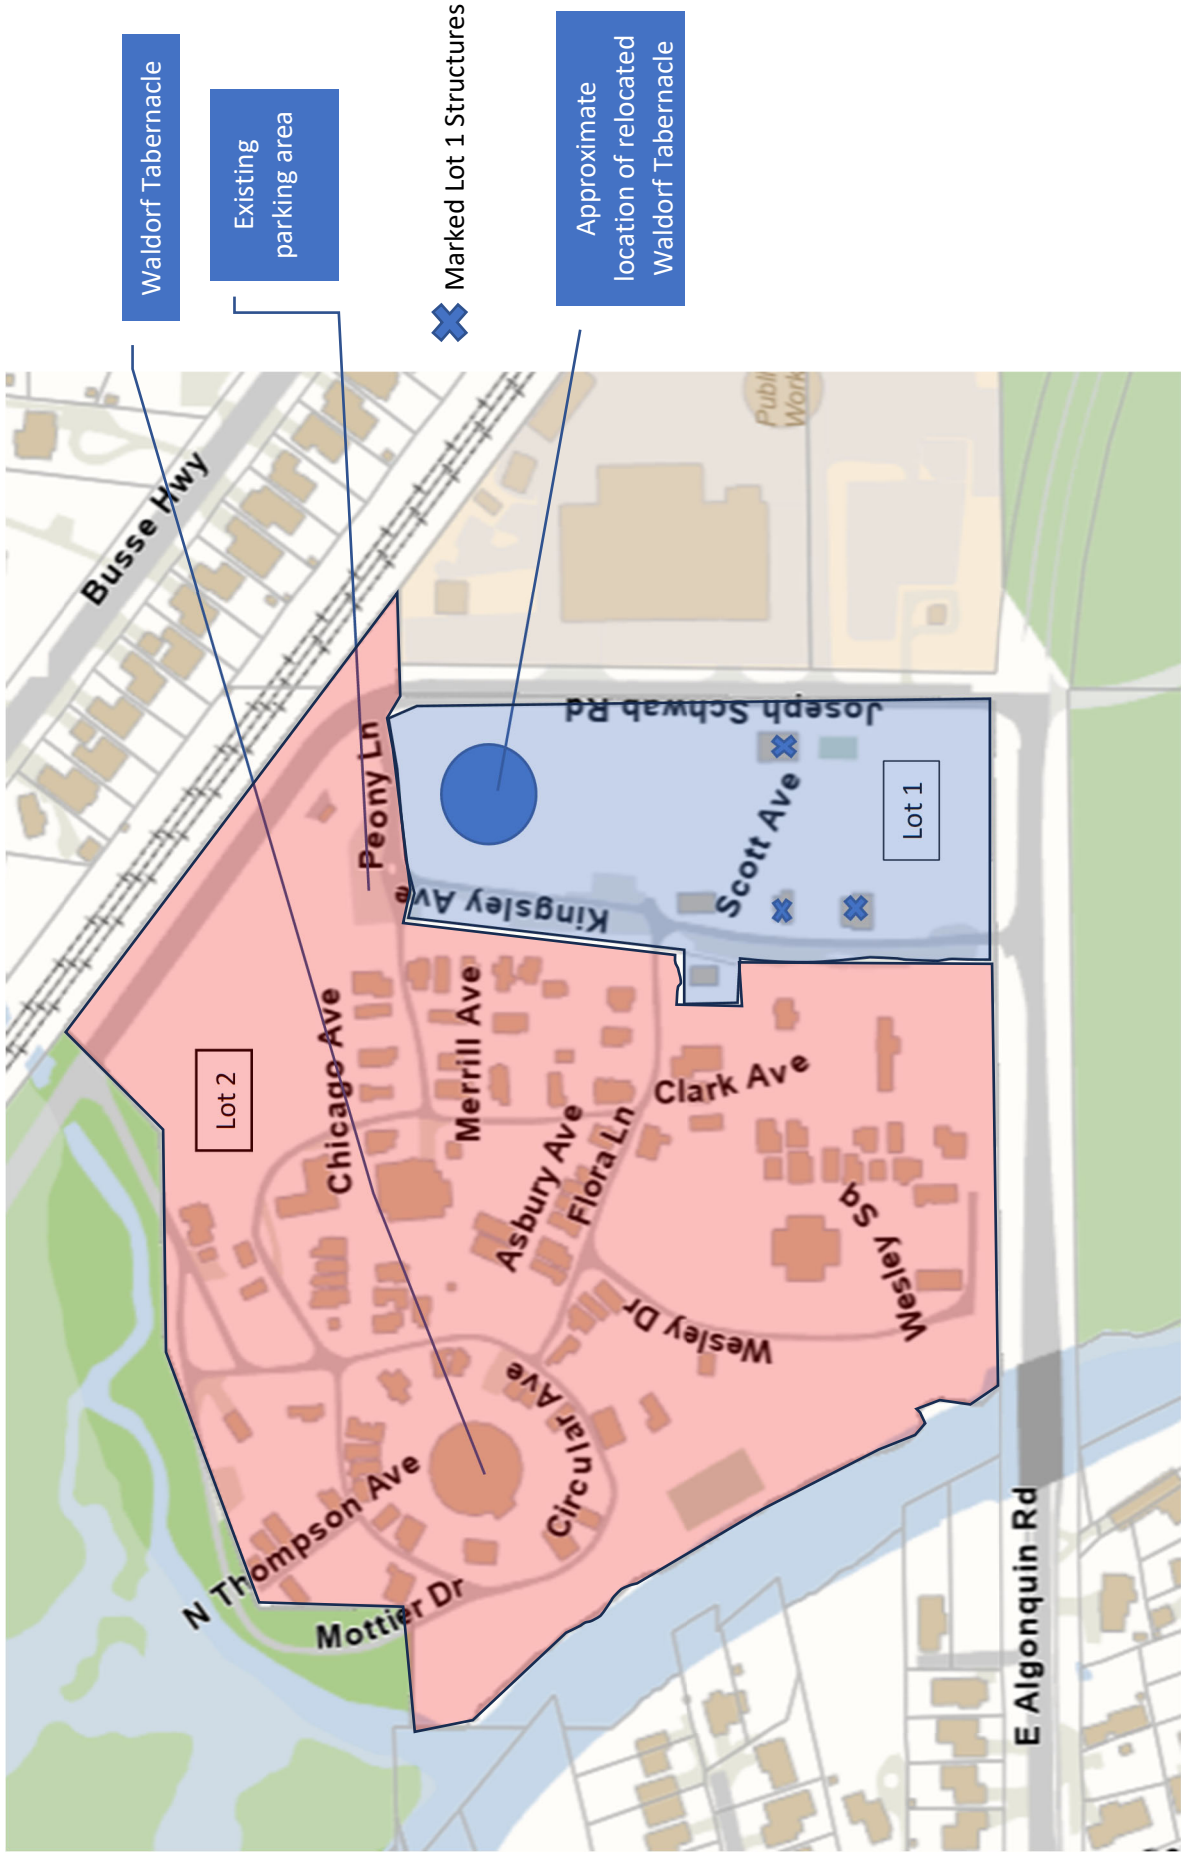 Waldorf Tabernacle
Existing
parking area
Marked Lot 1 Structures
Approximate
location of relocated
Waldorf Tabernacle
Busse Hwy
Publi
Work
Peony Ln
Joseph Schwab Rd
Kingsley Ave
Scott Ave
Lot 1
Lot 2
Chicago Ave
Merrill Ave
Asbury Ave
Flora Ln
Clark Ave
Wesley Sq
Wesley Dr
Circular Ave
N Thompson Ave
Mottier Dr
E Algonquin Rd